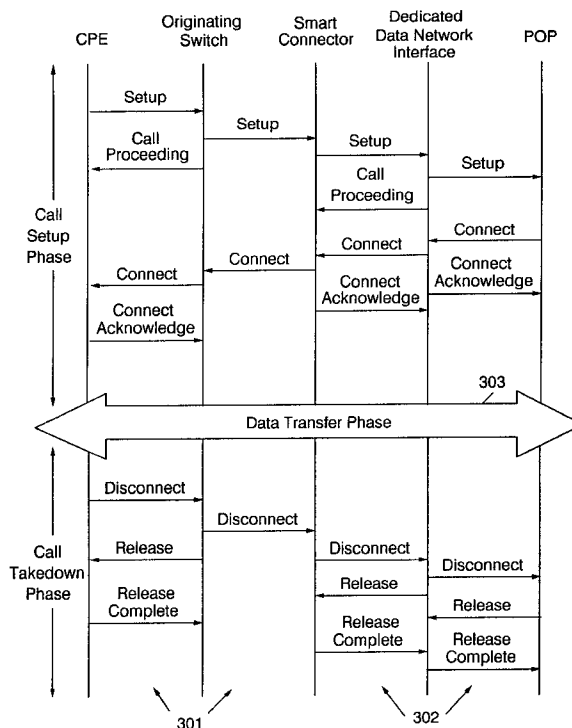 CPE
Originating
Switch
Smart
Connector
Dedicated
Data Network
Interface
POP
Setup
Setup
Call
Proceeding
Setup
Setup
Call
Proceeding
Call
Setup
Phase
Connect
Connect
Connect
Connect
Connect
Acknowledge
Connect
Acknowledge
Connect
Acknowledge
303
Data Transfer Phase
Disconnect
Disconnect
Call
Takedown
Phase
Release
Disconnect
Disconnect
Release
Release
Complete
Release
Release
Complete
Release
Complete
301
302